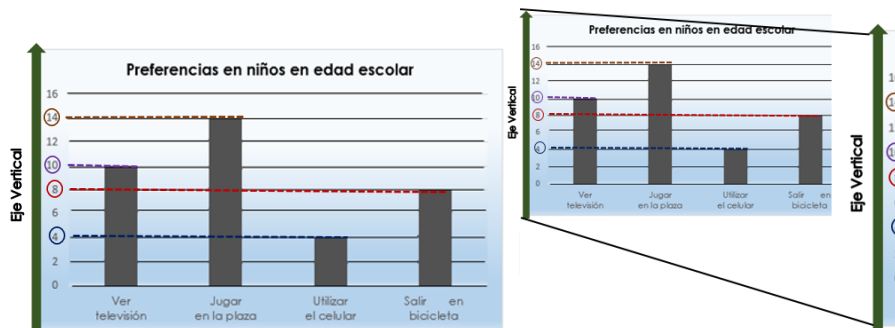 Preferencias en niños en edad escolar
16
14
12
10
8
6
4
2
0
Eje Vertical
Ver televisión
Jugar en la plaza
Utilizar el celular
Salir en bicicleta
Preferencias en niños en edad escolar
16
14
12
10
8
6
4
2
0
Eje Vertical
Ver televisión
Jugar en la plaza
Utilizar el celular
Salir en bicicleta
Eje Vertical